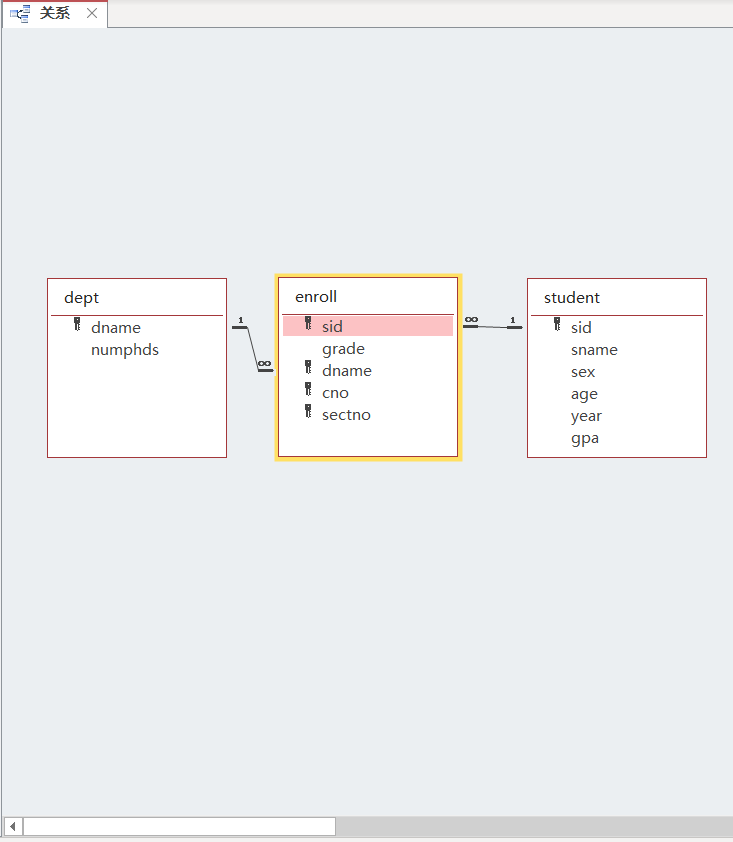 关系
dept
dname
numphds
1
∞
enroll
sid
grade
dname
cno
sectno
∞
1
student
sid
sname
sex
age
year
gpa